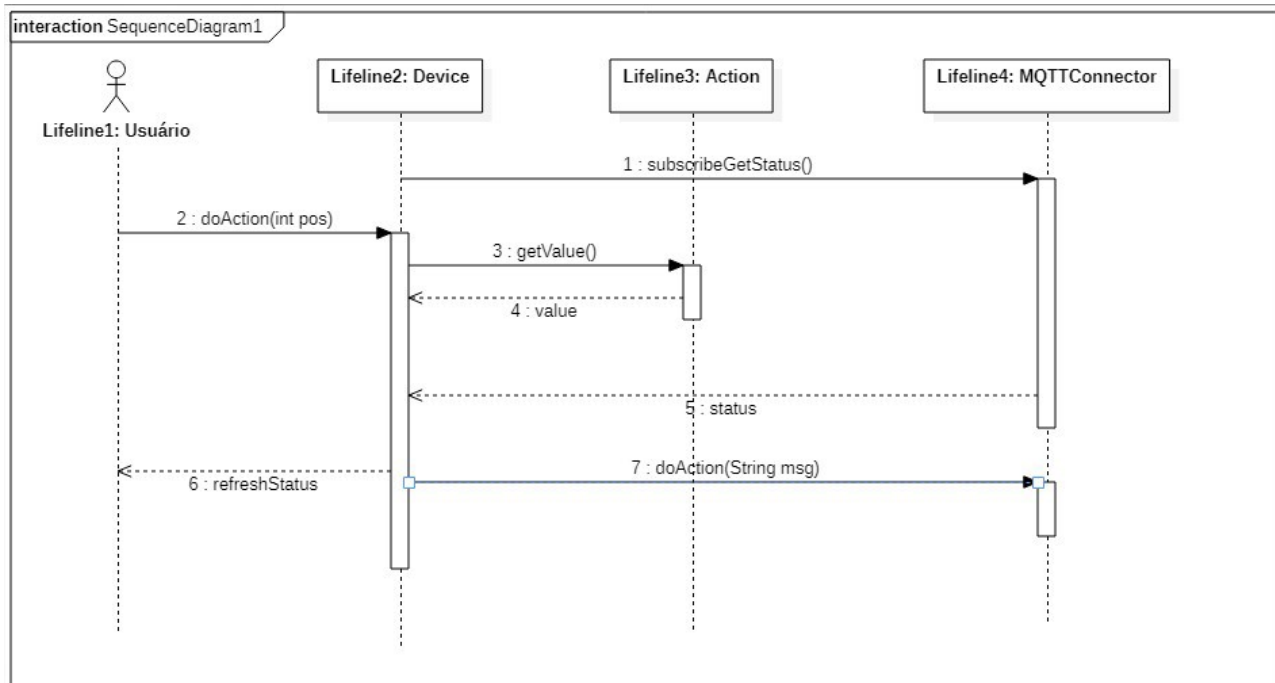 interaction SequenceDiagram1
Lifeline1: Usuário
Lifeline2: Device
Lifeline3: Action
Lifeline4: MQTTConnector
1 : subscribeGetStatus()
2 : doAction(int pos)
3 : getValue()
4 : value
5 : status
6 : refreshStatus
7 : doAction(String msg)